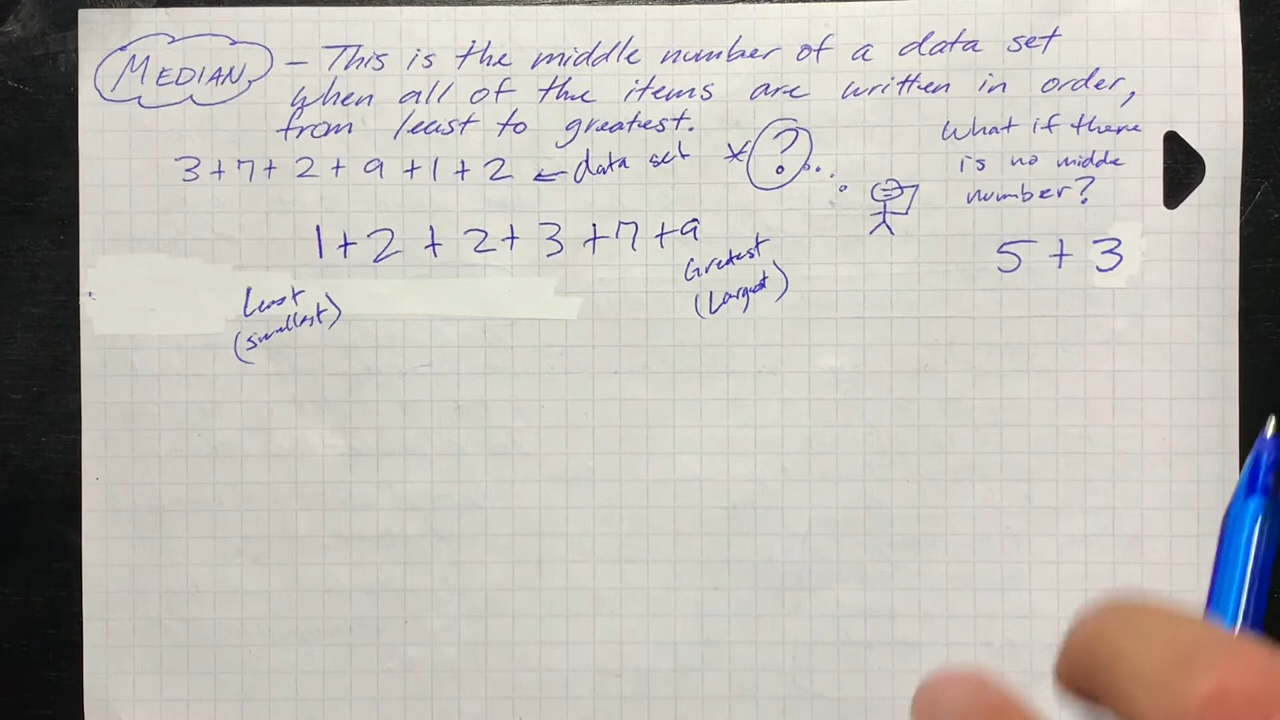 MEDIAN - This is the middle number of a data set
when all of the items are written in order,
from least to greatest.
3+7+2+9+1+2 ← data set
* ?
What if there
is no midde
number?
1+2+2+3+7+9
5+3
Least
(smallest)
Gretest
(Largest)